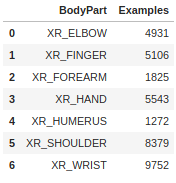 BodyPart Examples
0 XR_ELBOW 4931
1 XR_FINGER 5106
2 XR_FOREARM 1825
3 XR_HAND 5543
4 XR_HUMERUS 1272
5 XR_SHOULDER 8379
6 XR_WRIST 9752